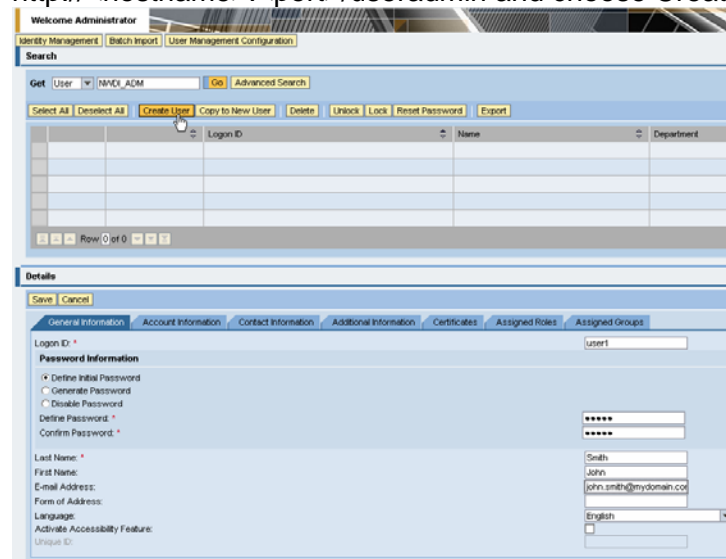 Welcome Administrator
Identity Management Batch Import User Management Configuration
Search
Get User NWDI_ADM Go Advanced Search
Select All Deselect All Create User Copy to New User Delete Unlock Lock Reset Password Export
Logon ID Name Department
Row 0 of 0
Details
Save Cancel
General Information Account Information Contact Information Additional Information Certificates Assigned Roles Assigned Groups
Logon ID: * user1
Password Information
Define Initial Password
Generate Password
Disable Password
Define Password: * •••••
Confirm Password: * •••••
Last Name: * Smith
First Name: John
E-mail Address: john.smith@mydomain.com
Form of Address:
Language: English
Activate Accessibility Feature:
Unique ID: